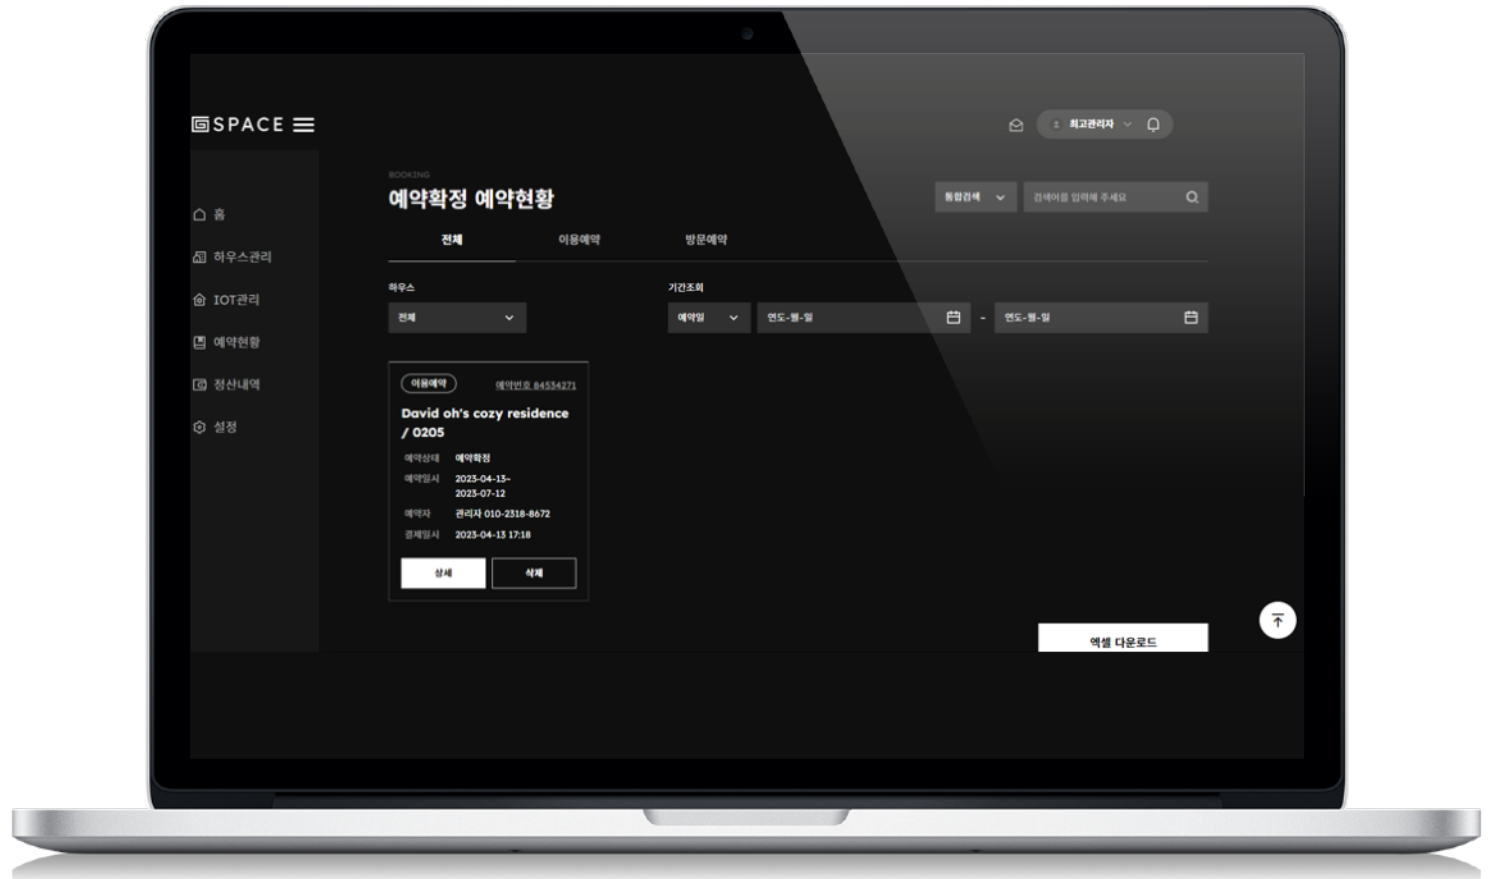 GSPACE
최고관리자
홈
하우스관리
IOT관리
예약현황
정산내역
설정
BOOKING
예약확정 예약현황
통합검색
검색어를 입력해 주세요
전체
이용예약
방문예약
하우스
전체
기간조회
예약일
연도-월-일
-
연도-월-일
이용예약
예약번호 84534271
David oh's cozy residence
/ 0205
예약상태 예약확정
예약일시 2023-04-13~
2023-07-12
예약자 관리자 010-2318-8672
결제일시 2023-04-13 17:18
상세
삭제
엑셀 다운로드